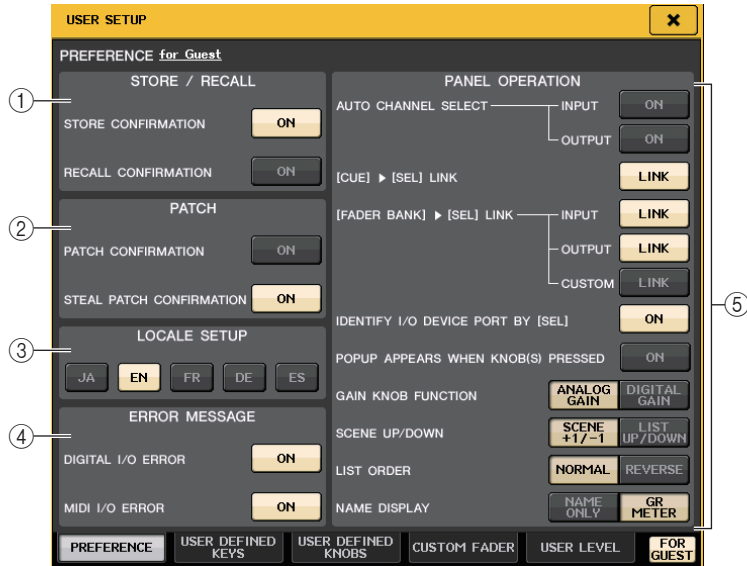 USER SETUP
PREFERENCE for Guest
① STORE / RECALL
STORE CONFIRMATION ON
RECALL CONFIRMATION ON
② PATCH
PATCH CONFIRMATION ON
STEAL PATCH CONFIRMATION ON
③ LOCALE SETUP
JA EN FR DE ES
④ ERROR MESSAGE
DIGITAL I/O ERROR ON
MIDI I/O ERROR ON
PANEL OPERATION
AUTO CHANNEL SELECT INPUT ON
OUTPUT ON
[CUE] ▶ [SEL] LINK LINK
[FADER BANK] ▶ [SEL] LINK INPUT LINK
OUTPUT LINK
CUSTOM LINK
⑤
IDENTIFY I/O DEVICE PORT BY [SEL] ON
POPUP APPEARS WHEN KNOB(S) PRESSED ON
GAIN KNOB FUNCTION ANALOG GAIN DIGITAL GAIN
SCENE UP/DOWN SCENE +1/-1 LIST UP/DOWN
LIST ORDER NORMAL REVERSE
NAME DISPLAY NAME ONLY GR METER
PREFERENCE USER DEFINED KEYS USER DEFINED KNOBS CUSTOM FADER USER LEVEL FOR GUEST